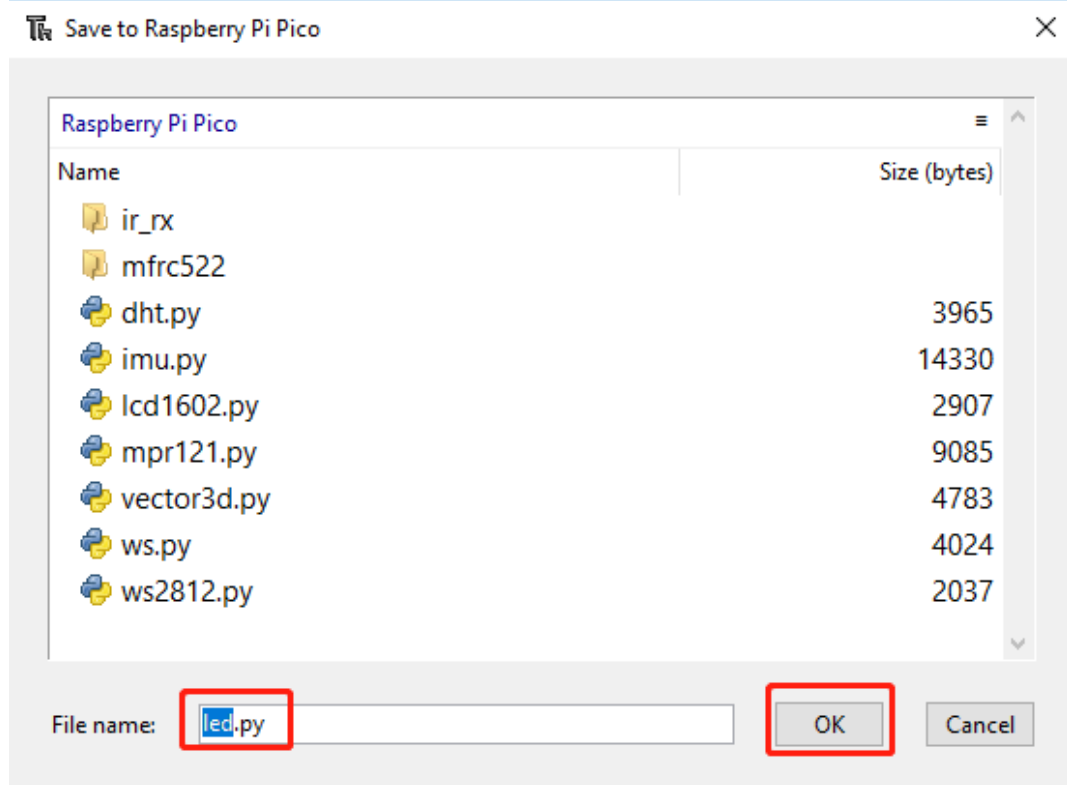 Save to Raspberry Pi Pico
Raspberry Pi Pico
Name Size (bytes)
ir_rx
mfrc522
dht.py 3965
imu.py 14330
lcd1602.py 2907
mpr121.py 9085
vector3d.py 4783
ws.py 4024
ws2812.py 2037
File name: led.py OK Cancel